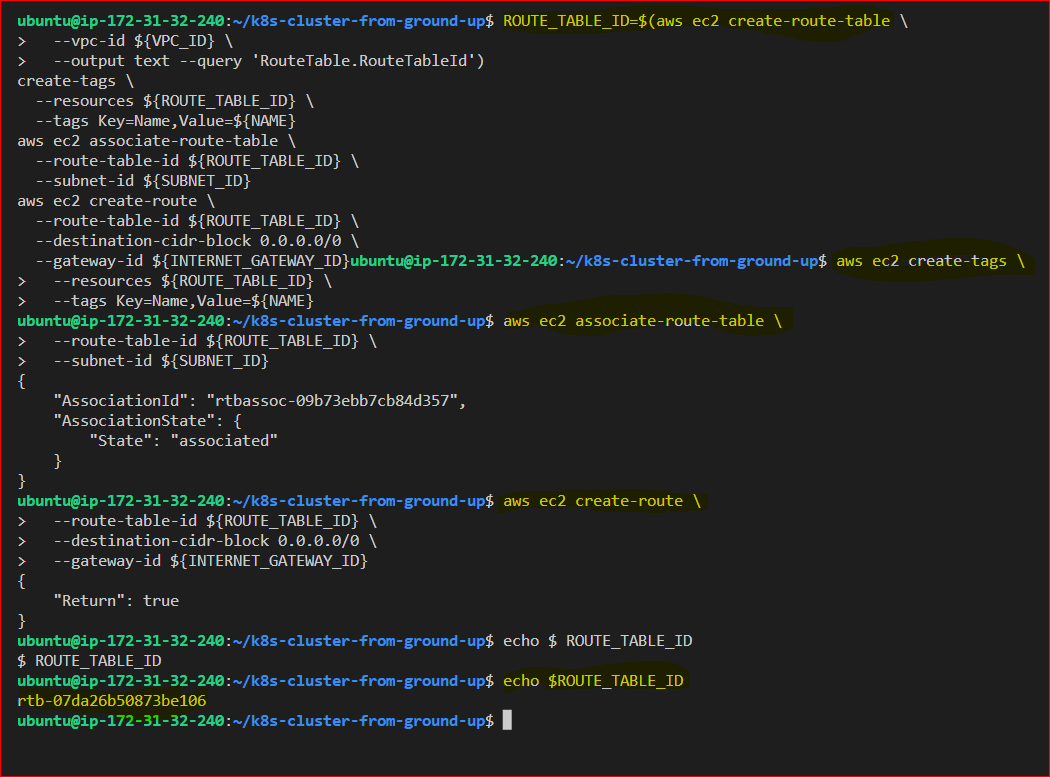 ubuntu@ip-172-31-32-240:~/k8s-cluster-from-ground-up$ ROUTE_TABLE_ID=$(aws ec2 create-route-table \
>   --vpc-id ${VPC_ID} \
>   --output text --query 'RouteTable.RouteTableId')
create-tags \
  --resources ${ROUTE_TABLE_ID} \
  --tags Key=Name,Value=${NAME}
aws ec2 associate-route-table \
  --route-table-id ${ROUTE_TABLE_ID} \
  --subnet-id ${SUBNET_ID}
aws ec2 create-route \
  --route-table-id ${ROUTE_TABLE_ID} \
  --destination-cidr-block 0.0.0.0/0 \
  --gateway-id ${INTERNET_GATEWAY_ID}ubuntu@ip-172-31-32-240:~/k8s-cluster-from-ground-up$ aws ec2 create-tags \
>   --resources ${ROUTE_TABLE_ID} \
>   --tags Key=Name,Value=${NAME}
ubuntu@ip-172-31-32-240:~/k8s-cluster-from-ground-up$ aws ec2 associate-route-table \
>   --route-table-id ${ROUTE_TABLE_ID} \
>   --subnet-id ${SUBNET_ID}
{
    "AssociationId": "rtbassoc-09b73ebb7cb84d357",
    "AssociationState": {
        "State": "associated"
    }
}
ubuntu@ip-172-31-32-240:~/k8s-cluster-from-ground-up$ aws ec2 create-route \
>   --route-table-id ${ROUTE_TABLE_ID} \
>   --destination-cidr-block 0.0.0.0/0 \
>   --gateway-id ${INTERNET_GATEWAY_ID}
{
    "Return": true
}
ubuntu@ip-172-31-32-240:~/k8s-cluster-from-ground-up$ echo $ ROUTE_TABLE_ID
$ ROUTE_TABLE_ID
ubuntu@ip-172-31-32-240:~/k8s-cluster-from-ground-up$ echo $ROUTE_TABLE_ID
rtb-07da26b50873be106
ubuntu@ip-172-31-32-240:~/k8s-cluster-from-ground-up$